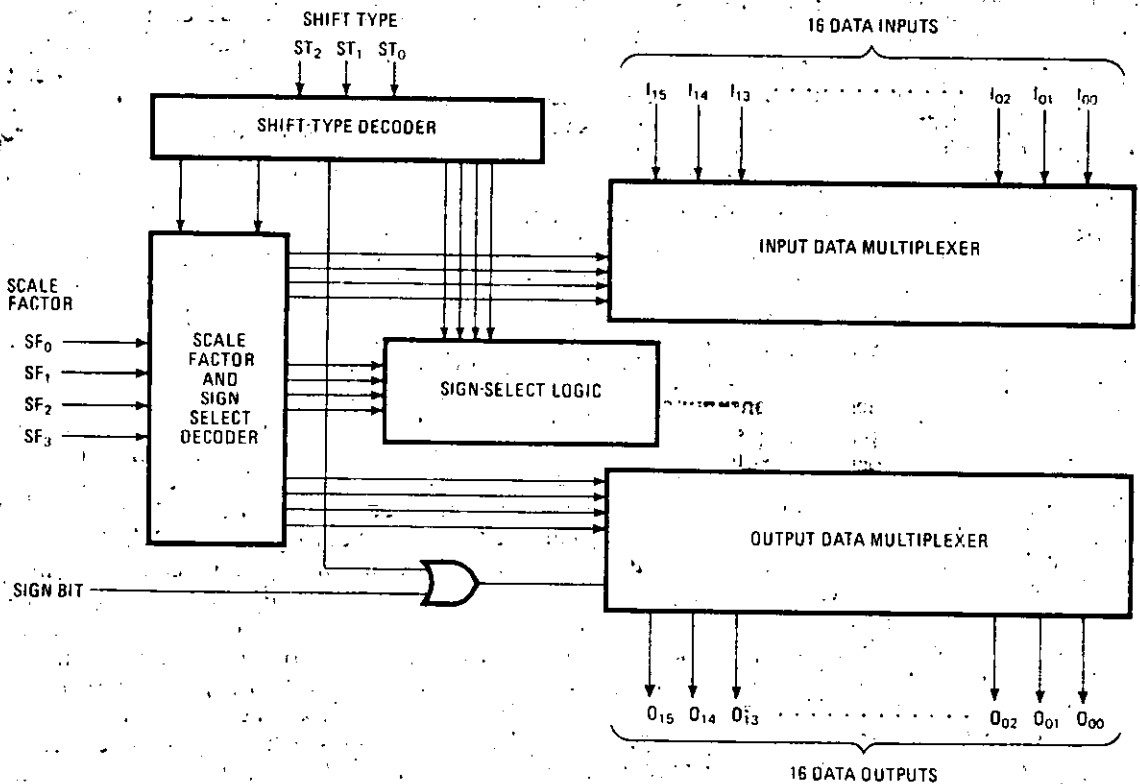 SHIFT TYPE
ST2 ST1 ST0
SHIFT-TYPE DECODER
16 DATA INPUTS
I15 I14 I13 I02 I01 I00
INPUT DATA MULTIPLEXER
SCALE
FACTOR
SF0
SF1
SF2
SF3
SCALE
FACTOR
AND
SIGN
SELECT
DECODER
SIGN-SELECT LOGIC
OUTPUT DATA MULTIPLEXER
SIGN BIT
O15 O14 O13 O02 O01 O00
16 DATA OUTPUTS